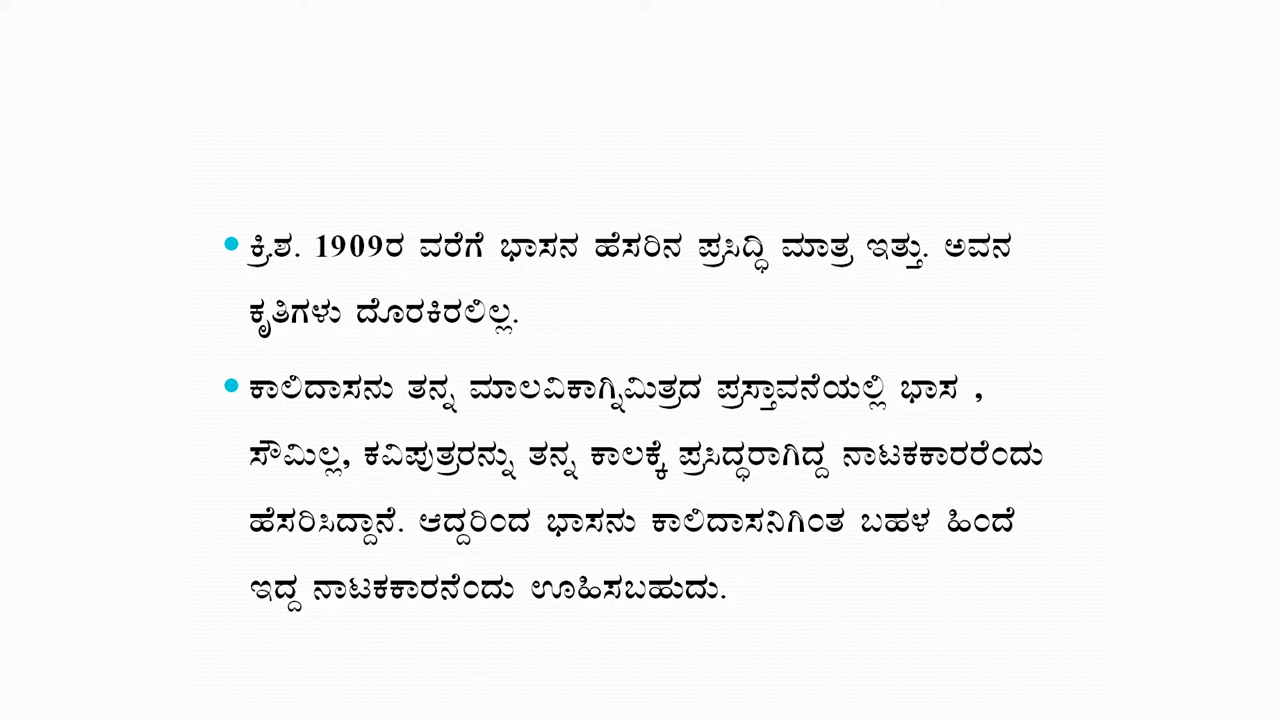 • ಕ್ರಿ.ಶ. 1909ರ ವರೆಗೆ ಭಾಸನ ಹೆಸರಿನ ಪ್ರಸಿದ್ಧಿ ಮಾತ್ರ ಇತ್ತು. ಅವನ
ಕೃತಿಗಳು ದೊರಕಿರಲಿಲ್ಲ.
• ಕಾಲಿದಾಸನು ತನ್ನ ಮಾಲವಿಕಾಗ್ನಿಮಿತ್ರದ ಪ್ರಸ್ತಾವನೆಯಲ್ಲಿ ಭಾಸ ,
ಸೌಮಿಲ್ಲ, ಕವಿಪುತ್ರರನ್ನು ತನ್ನ ಕಾಲಕ್ಕೆ ಪ್ರಸಿದ್ಧರಾಗಿದ್ದ ನಾಟಕಕಾರರೆಂದು
ಹೆಸರಿಸಿದ್ದಾನೆ. ಆದ್ದರಿಂದ ಭಾಸನು ಕಾಲಿದಾಸನಿಗಿಂತ ಬಹಳ ಹಿಂದೆ
ಇದ್ದ ನಾಟಕಕಾರನೆಂದು ಊಹಿಸಬಹುದು.